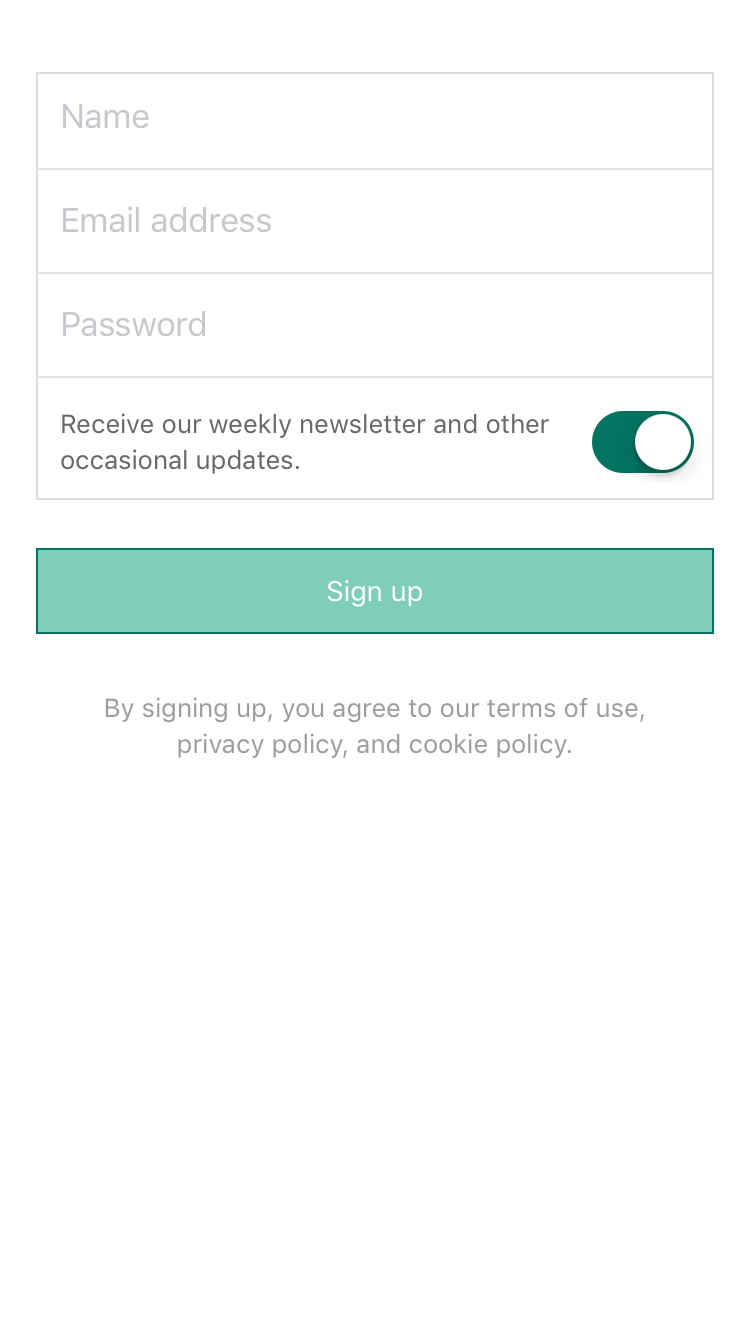 Name
Email address
Password
Receive our weekly newsletter and other
occasional updates.
Sign up
By signing up, you agree to our terms of use,
privacy policy, and cookie policy.